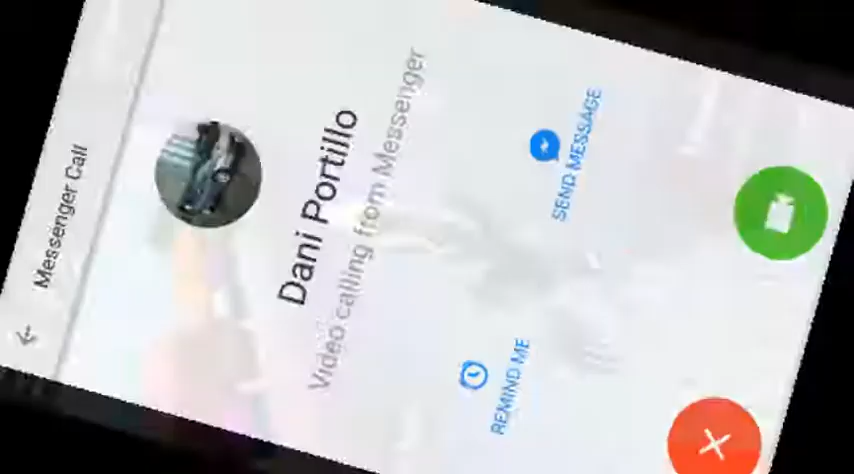 Messenger Call
Dani Portillo
Video calling from Messenger
REMIND ME
SEND MESSAGE